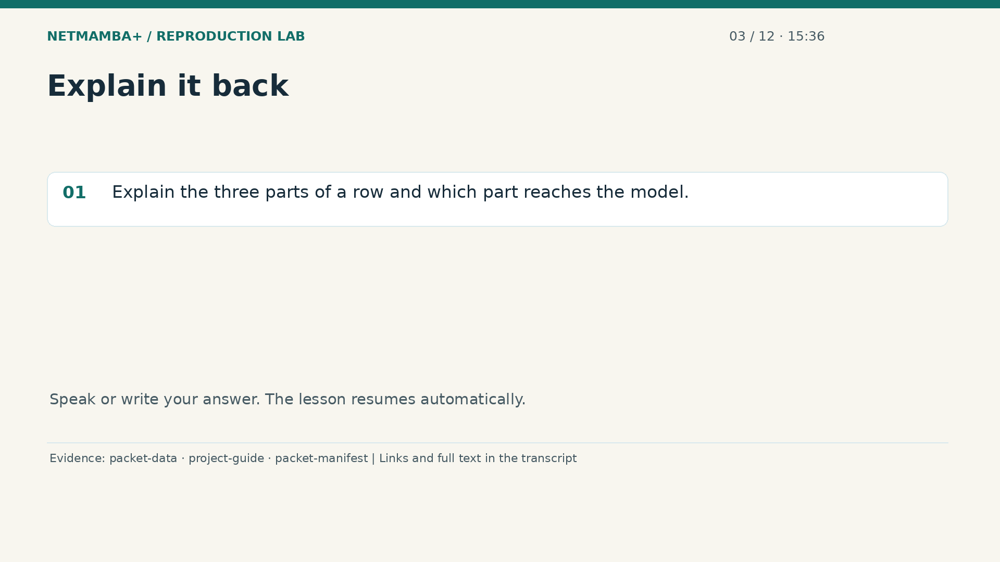 NETMAMBA+ / REPRODUCTION LAB
03 / 12 · 15:36
Explain it back
01 Explain the three parts of a row and which part reaches the model.
Speak or write your answer. The lesson resumes automatically.
Evidence: packet-data · project-guide · packet-manifest | Links and full text in the transcript